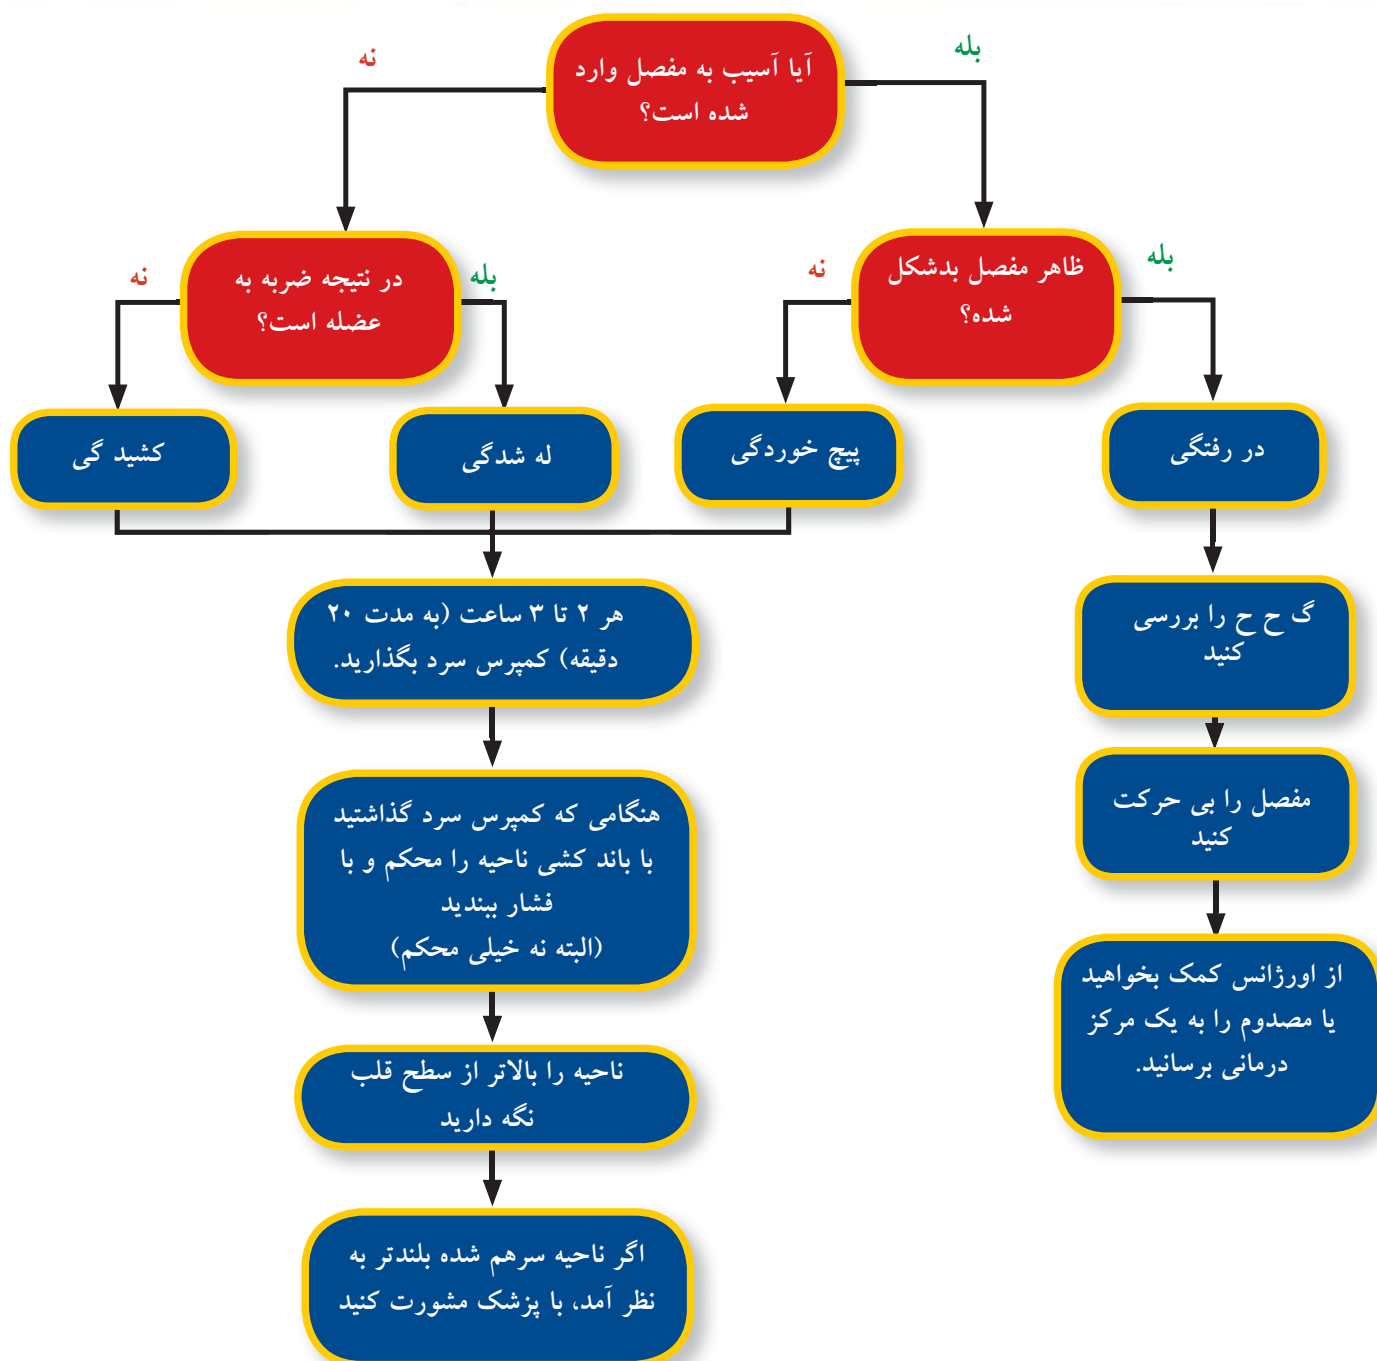 آیا آسیب به مفصل وارد
شده است؟
بله
نه
ظاهر مفصل بدشکل
شده؟
بله
نه
در نتیجه ضربه به
عضله است؟
بله
نه
در رفتگی
پیچ خوردگی
له شدگی
کشید گی
گ ح ح را بررسی
کنید
مفصل را بی حرکت
کنید
از اورژانس کمک بخواهید
یا مصدوم را به یک مرکز
درمانی برسانید.
هر ۲ تا ۳ ساعت (به مدت ۲۰
دقیقه) کمپرس سرد بگذارید.
هنگامی که کمپرس سرد گذاشتید
با باند کشی ناحیه را محکم و با
فشار ببندید
(البته نه خیلی محکم)
ناحیه را بالاتر از سطح قلب
نگه دارید
اگر ناحیه سرهم شده بلندتر به
نظر آمد، با پزشک مشورت کنید